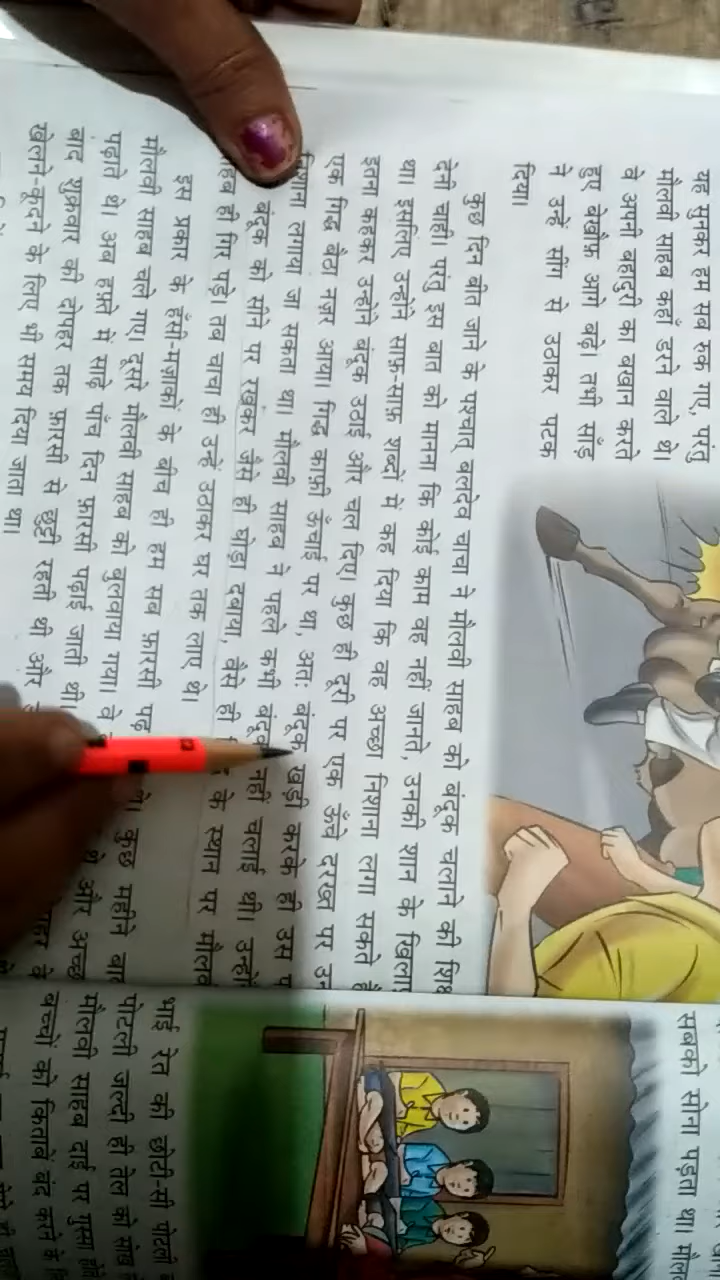 यह सुनकर हम सब रुक गए, परंतु
मौलवी साहब कहाँ डरने वाले थे।
वे अपनी बहादुरी का बखान करते
हुए बेखौफ़ आगे बढ़े। तभी साँड़
ने उन्हें सींग से उठाकर पटक
दिया।
कुछ दिन बीत जाने के पश्चात् बलदेव चाचा ने मौलवी साहब को बंदूक चलाने की
देनी चाही। परंतु इस बात को मानना कि कोई काम वह नहीं जानते, उनकी शान के
था। इसलिए उन्होंने साफ़-साफ़ शब्दों में कह दिया कि वह अच्छा निशाना लगा सकते
इतना कहकर उन्होंने बंदूक उठाई और चल दिए। कुछ ही दूरी पर एक ऊँचे दरख्त पर
एक गिद्ध बैठा नज़र आया। गिद्ध काफ़ी ऊँचाई पर था, अतः बंदूक खड़ी करके ही उस
लगाया जा सकता था। मौलवी साहब ने पहले कभी बंदूक नहीं चलाई थी।
बंदूक को सीने पर रखकर जैसे ही घोड़ा दबाया, वैसे ही के स्थान पर
ही गिर पड़े। तब चाचा ही उन्हें उठाकर घर तक लाए थे।
इस प्रकार के हँसी-मज़ाकों के बीच ही हम सब फ़ारसी पढ़ कुछ महीने बाद
मौलवी साहब चले गए। दूसरे मौलवी साहब को बुलवाया गया। वे और
पढ़ाते थे। अब हफ़्ते में साढ़े पांच दिन फ़ारसी पढ़ाई जाती थी।
बाद शुक्रवार की दोपहर तक फ़ारसी से छुट्टी रहती थी और
खेलने-कूदने के लिए भी समय दिया जाता था।
सबको सोना पड़ता था।
भाई रेत की छोटी-सी पोटली
पोटली जल्दी ही तेल को सोख
मौलवी साहब दाई पर गुस्सा
बच्चों को किताबें बंद करने के